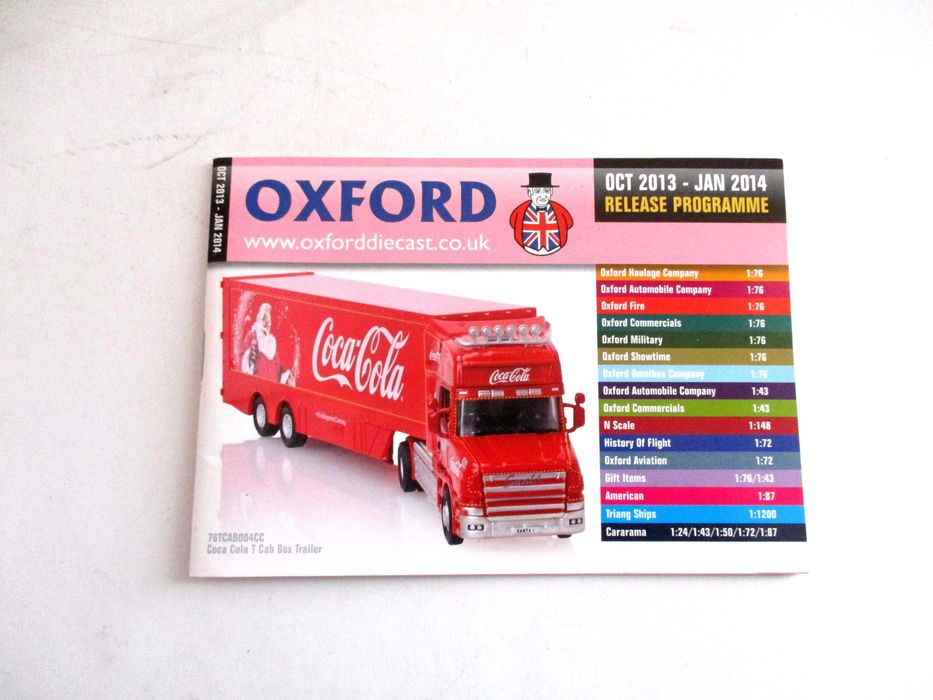 OCT 2013 - JAN 2014
OXFORD
www.oxforddiecast.co.uk
OCT 2013 - JAN 2014
RELEASE PROGRAMME
Oxford Haulage Company 1:76
Oxford Automobile Company 1:76
Oxford Fire 1:76
Oxford Commercials 1:76
Oxford Military 1:76
Oxford Showtime 1:76
Oxford Omnibus Company 1:76
Oxford Automobile Company 1:43
Oxford Commercials 1:43
N Scale 1:148
History Of Flight 1:72
Oxford Aviation 1:72
Gift Items 1:76/1:43
American 1:87
Triang Ships 1:1200
Cararama 1:24/1:43/1:50/1:72/1:87
Coca-Cola
Coca-Cola
Scania
SANTA 1
76TCAB004CC
Coca Cola T Cab Box Trailer